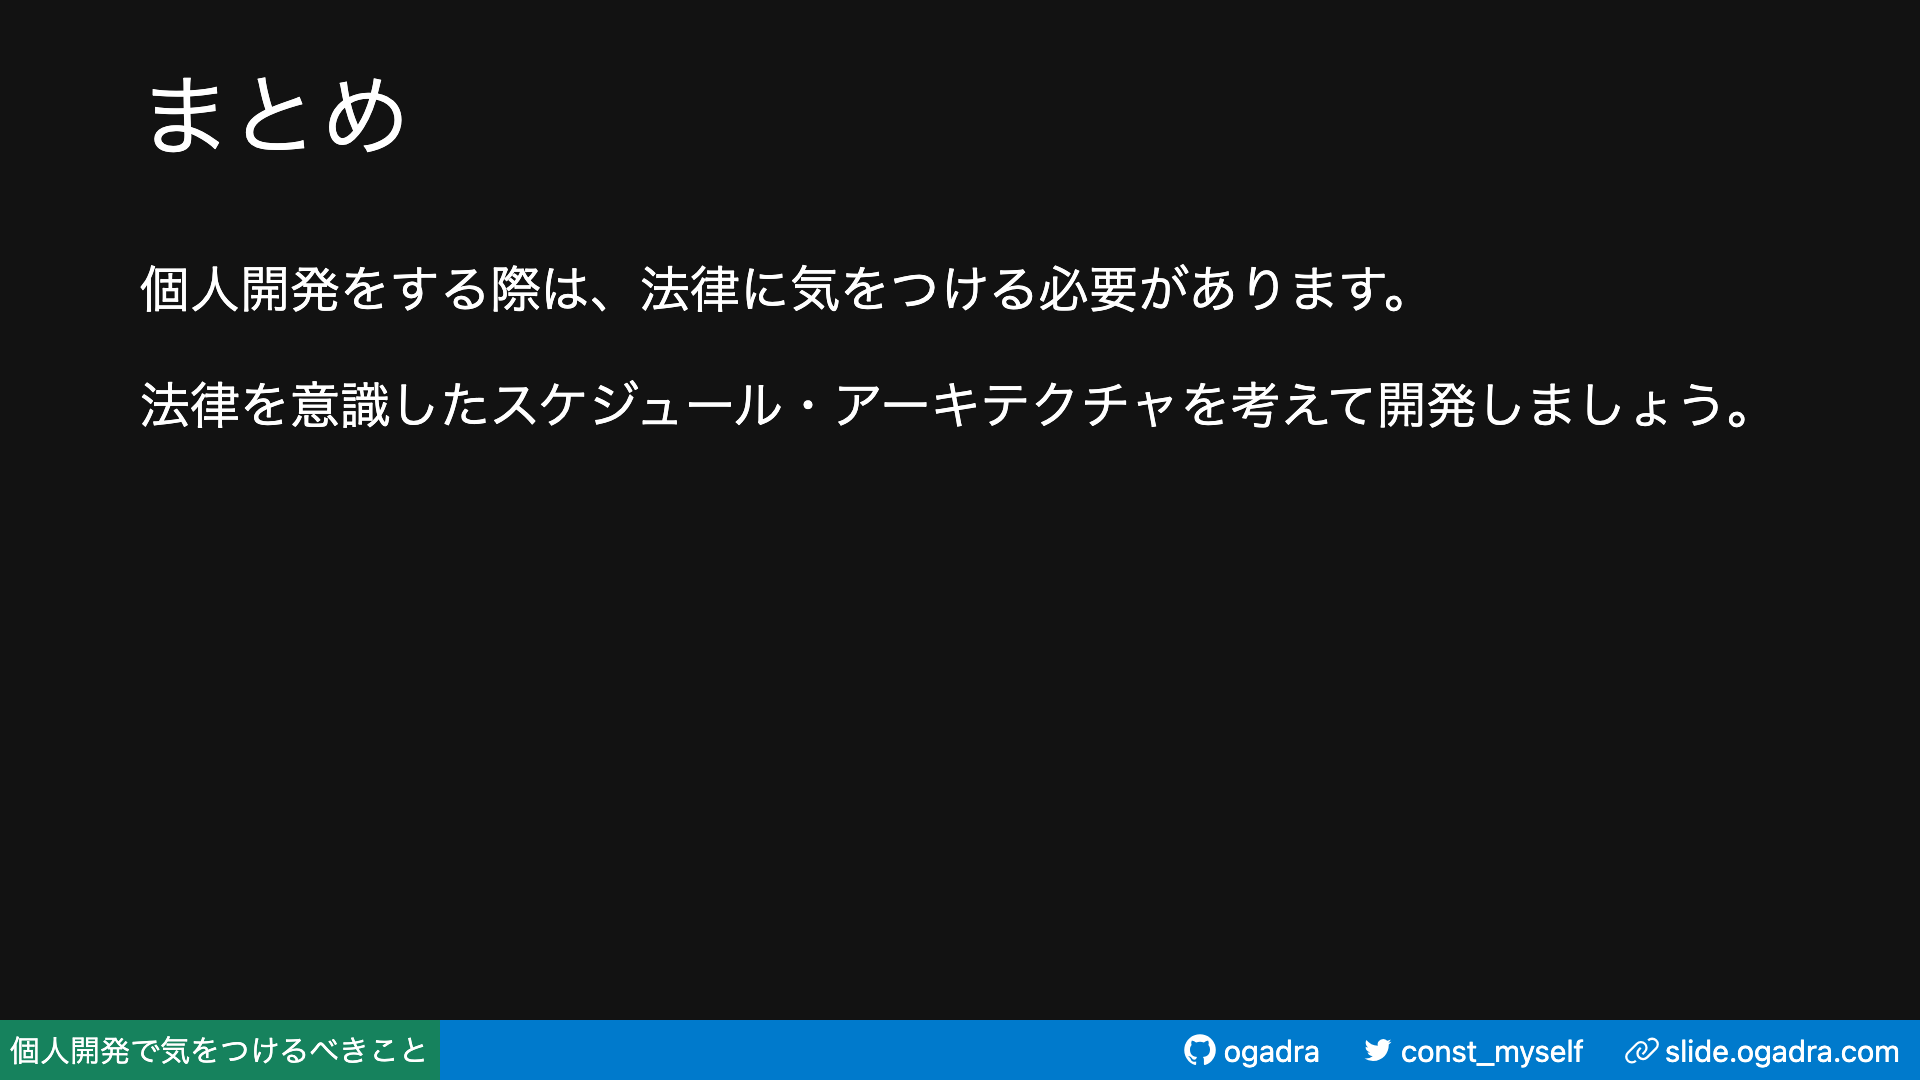 まとめ
個人開発をする際は、法律に気をつける必要があります。
法律を意識したスケジュール・アーキテクチャを考えて開発しましょう。
個人開発で気をつけるべきこと
ogadra
const_myself
slide.ogadra.com